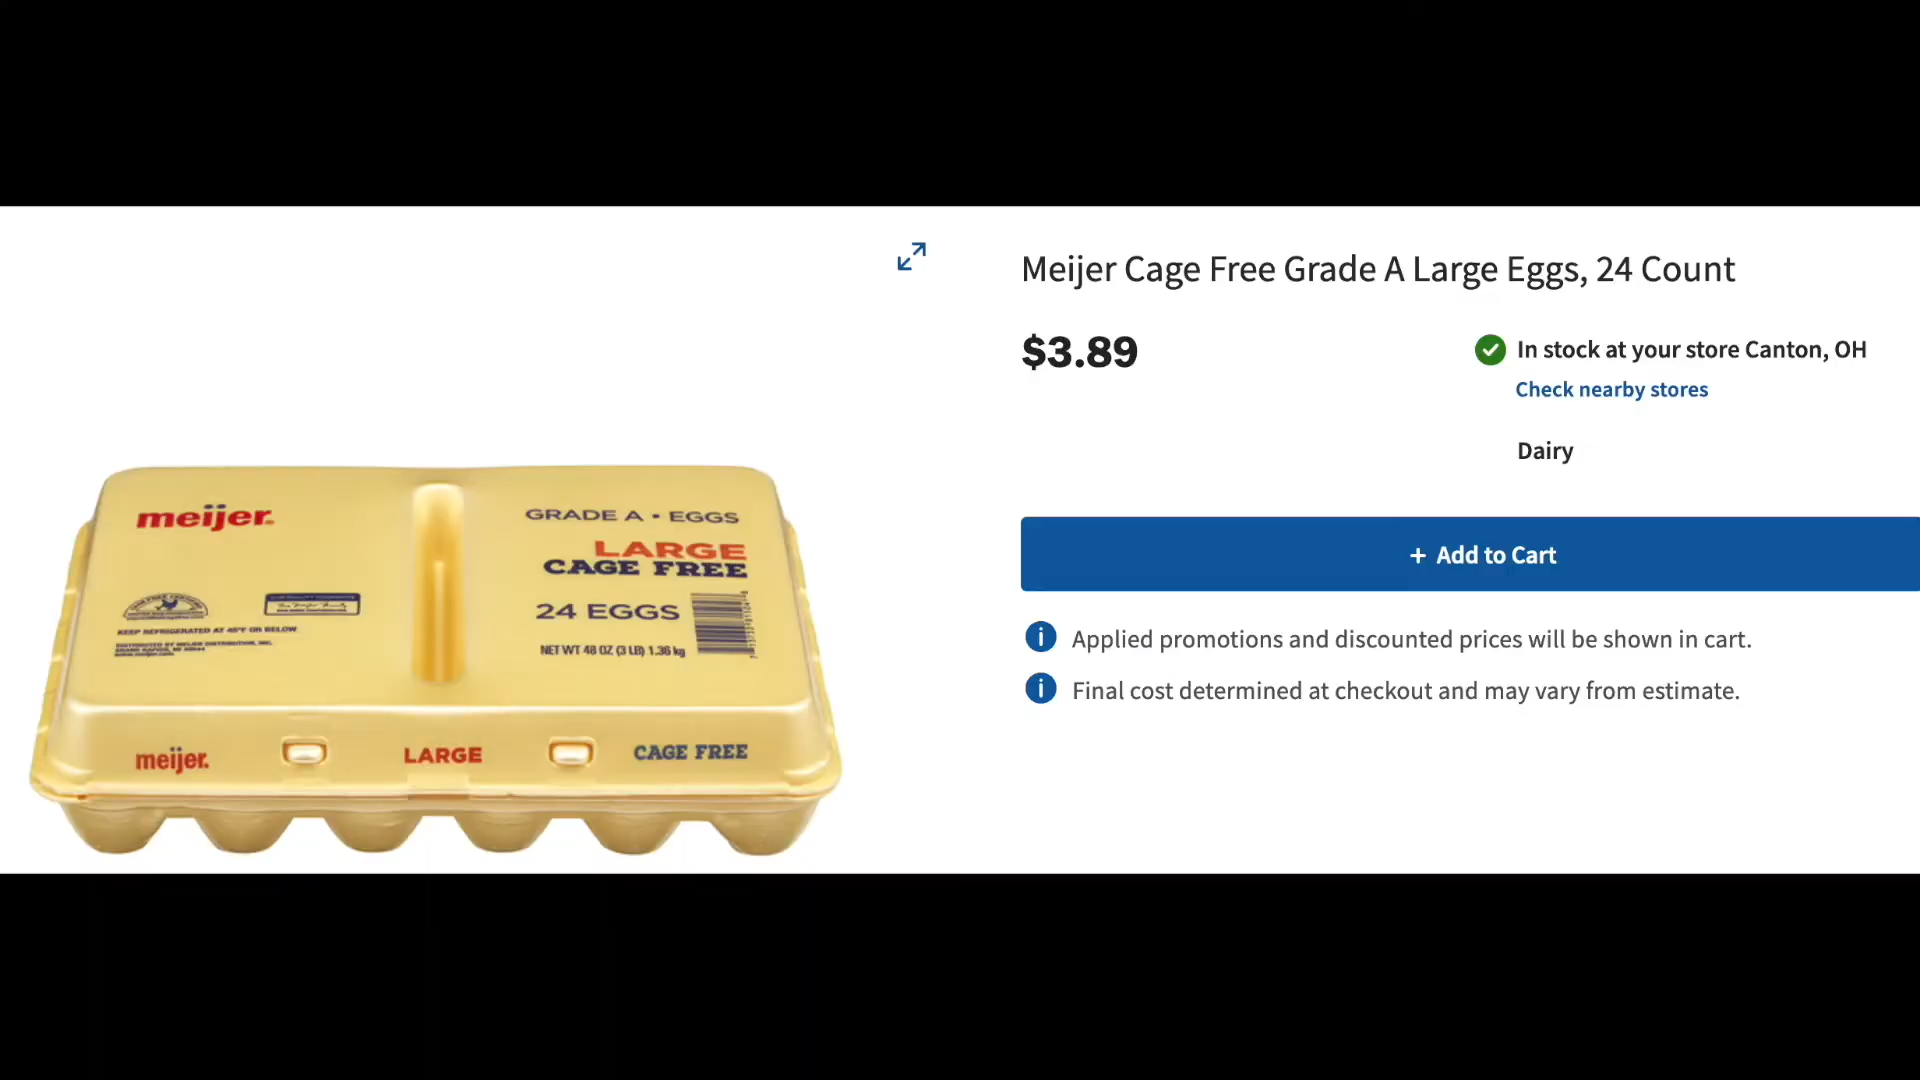 Meijer Cage Free Grade A Large Eggs, 24 Count
$3.89
In stock at your store Canton, OH
Check nearby stores
Dairy
+ Add to Cart
Applied promotions and discounted prices will be shown in cart.
Final cost determined at checkout and may vary from estimate.
meijer.
GRADE A • EGGS
LARGE
CAGE FREE
24 EGGS
NET WT 48 OZ (3 LB) 1.36 kg
KEEP REFRIGERATED AT 45°F OR BELOW
meijer.
LARGE
CAGE FREE